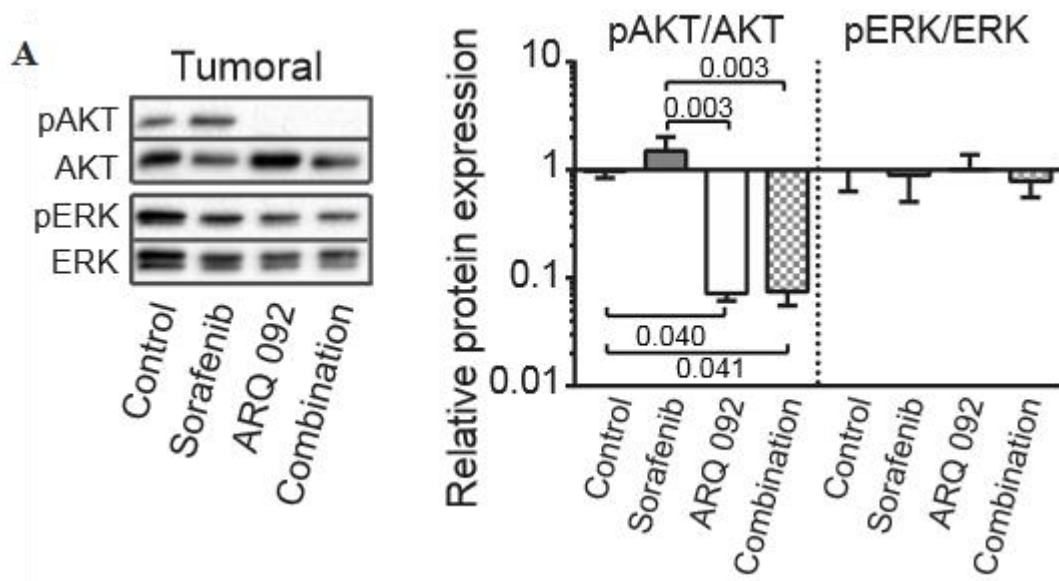 A
Tumoral
pAKT
AKT
pERK
ERK
Control
Sorafenib
ARQ 092
Combination
pAKT/AKT
pERK/ERK
Relative protein expression
10
1
0.1
0.01
0.003
0.003
0.040
0.041
Control
Sorafenib
ARQ 092
Combination
Control
Sorafenib
ARQ 092
Combination